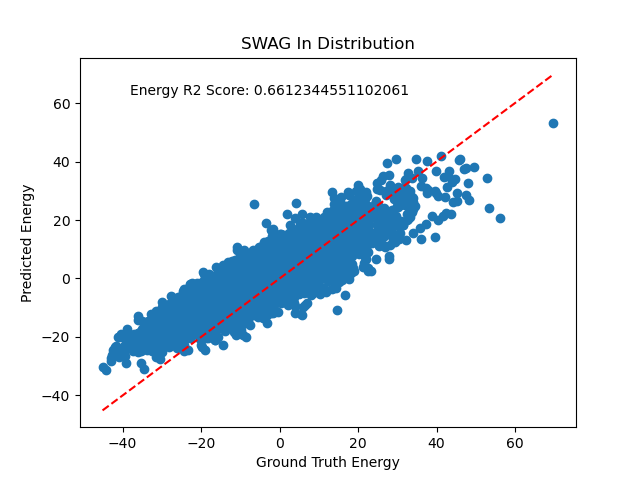 SWAG In Distribution
Energy R2 Score: 0.6612344551102061
Predicted Energy
60
40
20
0
−20
−40
−40 −20 0 20 40 60
Ground Truth Energy